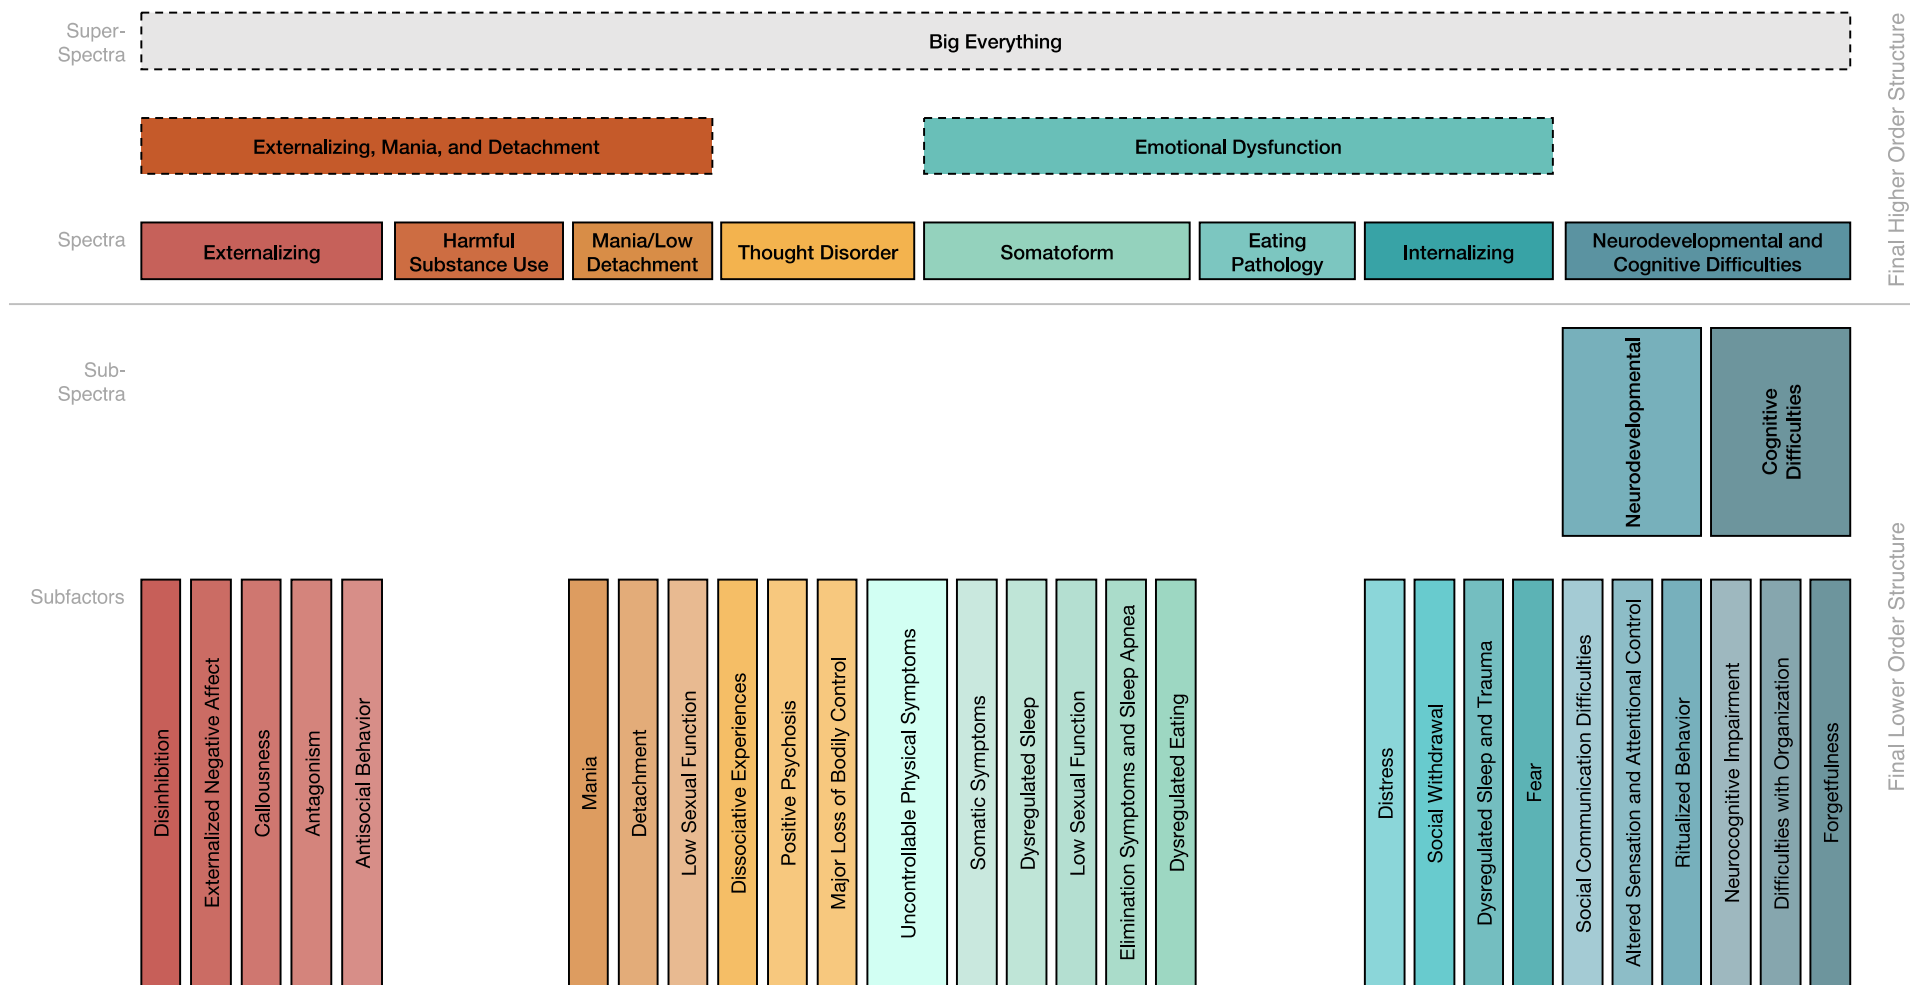 Super-
Spectra
Big Everything
Externalizing, Mania, and Detachment
Emotional Dysfunction
Spectra
Externalizing
Harmful
Substance Use
Mania/Low
Detachment
Thought Disorder
Somatoform
Eating
Pathology
Internalizing
Neurodevelopmental and
Cognitive Difficulties
Final Higher Order Structure
Sub-
Spectra
Neurodevelopmental
Cognitive
Difficulties
Subfactors
Disinhibition
Externalized Negative Affect
Callousness
Antagonism
Antisocial Behavior
Mania
Detachment
Low Sexual Function
Dissociative Experiences
Positive Psychosis
Major Loss of Bodily Control
Uncontrollable Physical Symptoms
Somatic Symptoms
Dysregulated Sleep
Low Sexual Function
Elimination Symptoms and Sleep Apnea
Dysregulated Eating
Distress
Social Withdrawal
Dysregulated Sleep and Trauma
Fear
Social Communication Difficulties
Altered Sensation and Attentional Control
Ritualized Behavior
Neurocognitive Impairment
Difficulties with Organization
Forgetfulness
Final Lower Order Structure